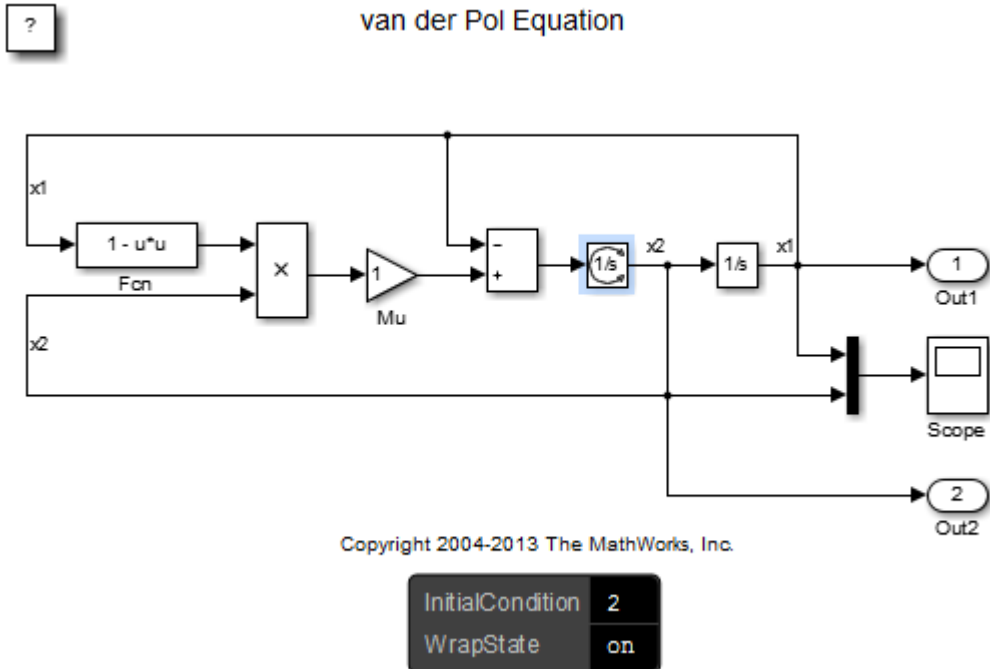 ?
van der Pol Equation
x1
1 - u*u
Fcn
×
1
Mu
−
+
1/s
x2
1/s
x1
1
Out1
x2
Scope
2
Out2
Copyright 2004-2013 The MathWorks, Inc.
InitialCondition 2
WrapState on